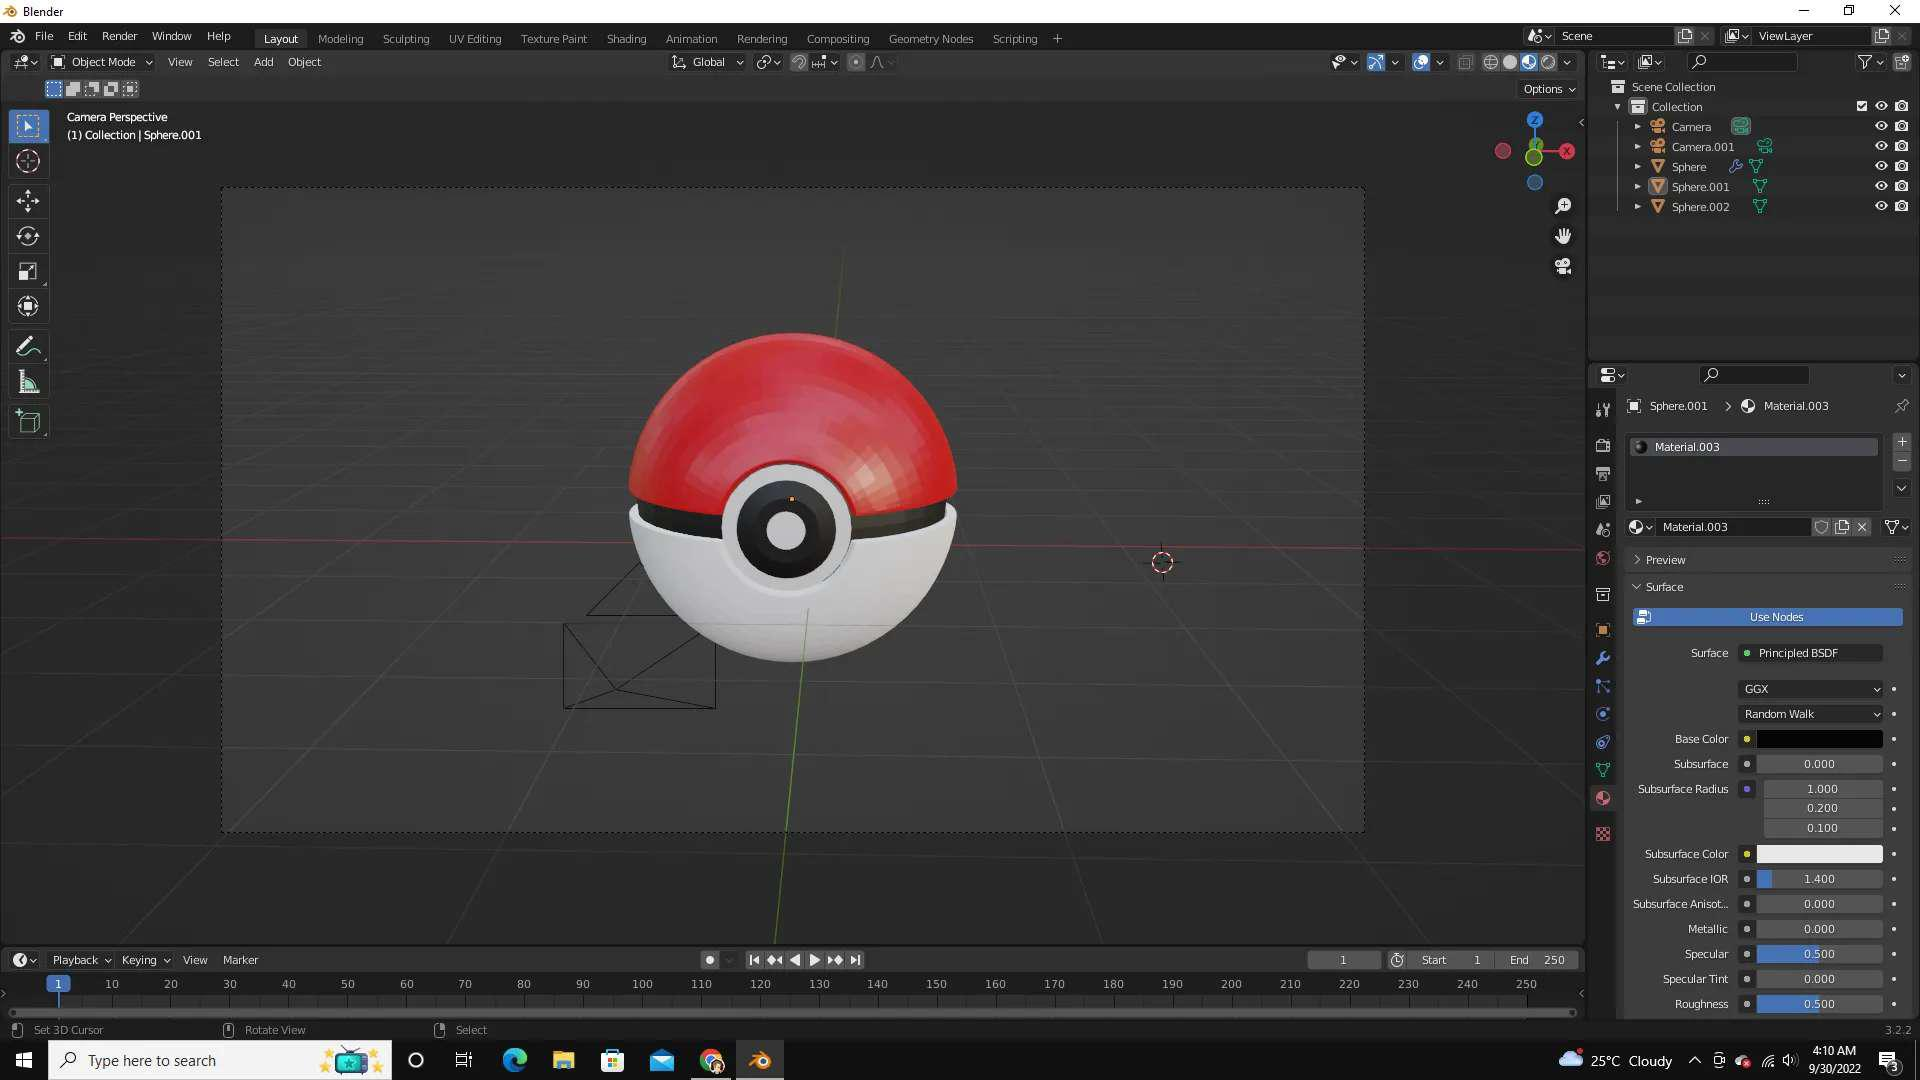 Blender
File Edit Render Window Help Layout Modeling Sculpting UV Editing Texture Paint Shading Animation Rendering Compositing Geometry Nodes Scripting + Scene ViewLayer
Object Mode View Select Add Object Global
Options
Camera Perspective
(1) Collection | Sphere.001
Z
Y
X
Scene Collection
Collection
Camera
Camera.001
Sphere
Sphere.001
Sphere.002
Sphere.001 > Material.003
Material.003
Material.003
Preview
Surface
Use Nodes
Surface Principled BSDF
GGX
Random Walk
Base Color
Subsurface 0.000
Subsurface Radius 1.000
0.200
0.100
Subsurface Color
Subsurface IOR 1.400
Subsurface Anisot... 0.000
Metallic 0.000
Specular 0.500
Specular Tint 0.000
Roughness 0.500
Playback Keying View Marker 1 Start 1 End 250
1 10 20 30 40 50 60 70 80 90 100 110 120 130 140 150 160 170 180 190 200 210 220 230 240 250
Set 3D Cursor Rotate View Select 3.2.2
Type here to search 25°C Cloudy 4:10 AM
9/30/2022 3